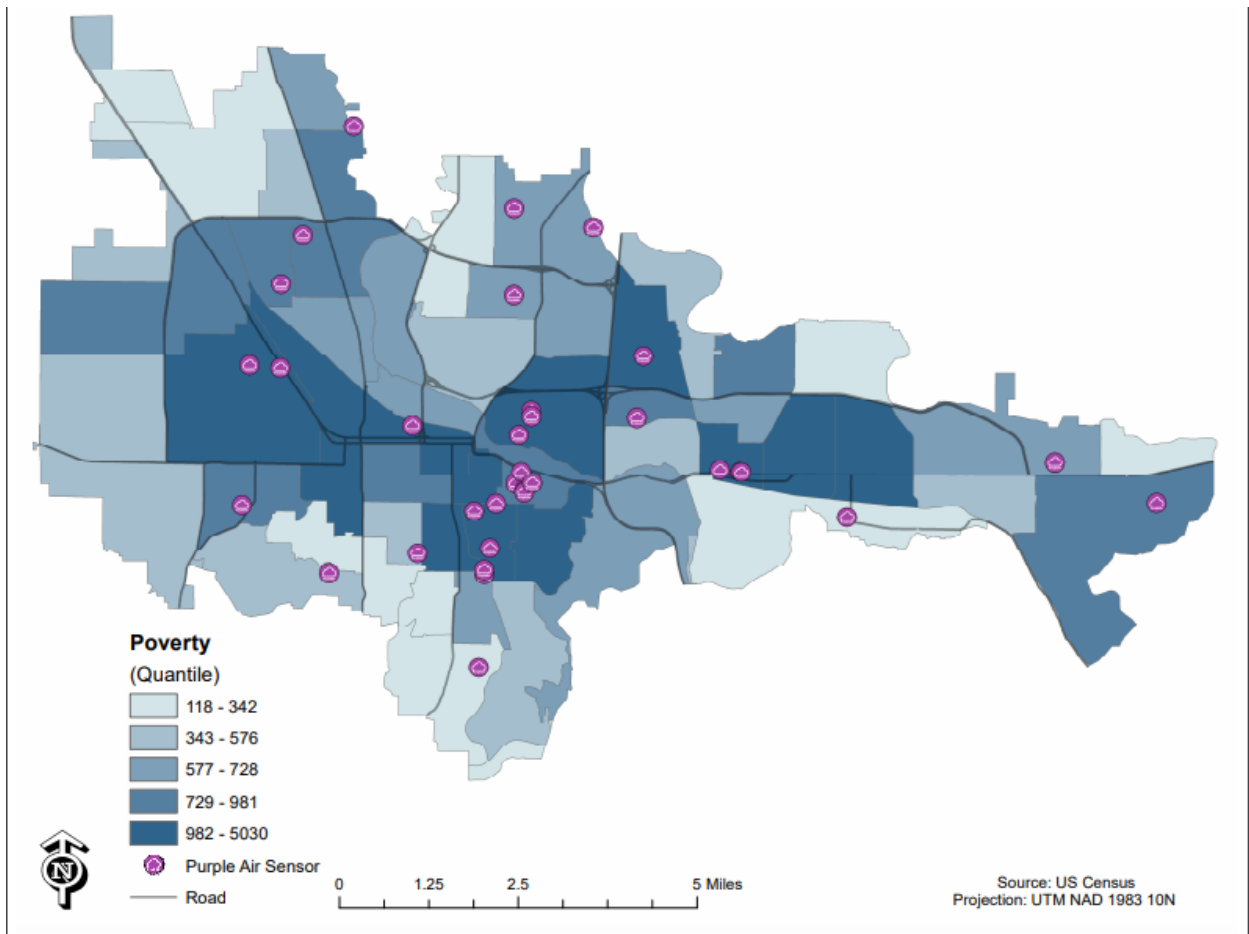 Poverty
(Quantile)
118 - 342
343 - 576
577 - 728
729 - 981
982 - 5030
Purple Air Sensor
Road
N
0 1.25 2.5 5 Miles
Source: US Census
Projection: UTM NAD 1983 10N